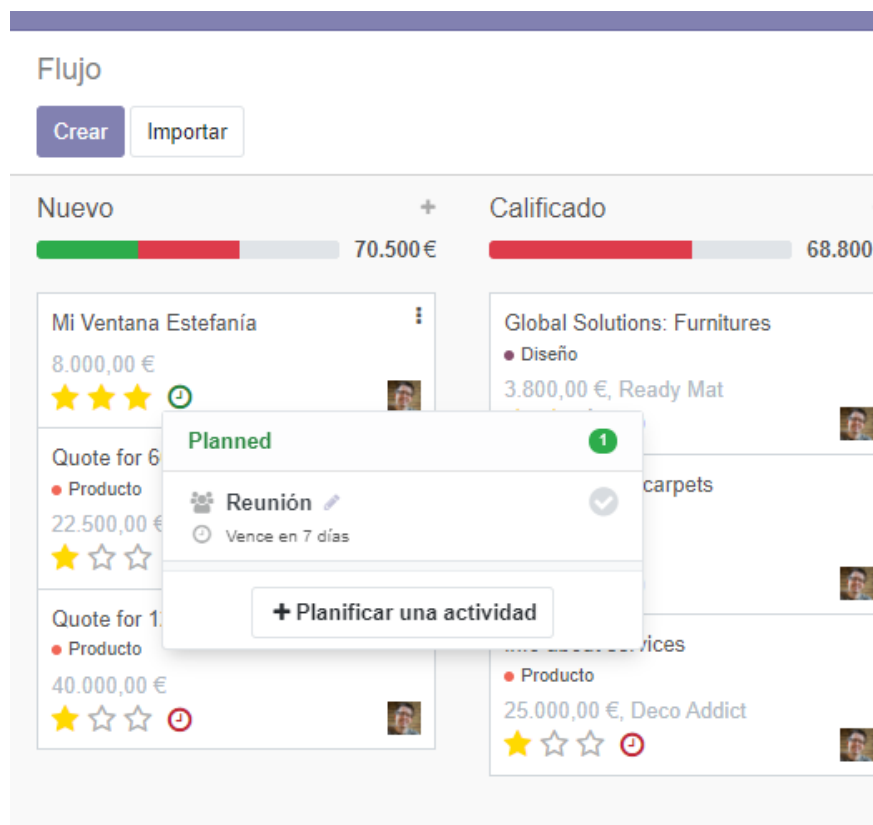 Flujo
Crear
Importar
Nuevo
+
70.500 €
Mi Ventana Estefanía
8.000,00 €
Planned
1
Reunión
Vence en 7 días
+ Planificar una actividad
Quote for 6
Producto
22.500,00 €
Quote for 1
Producto
40.000,00 €
Calificado
68.800
Global Solutions: Furnitures
Diseño
3.800,00 €, Ready Mat
carpets
Producto
25.000,00 €, Deco Addict